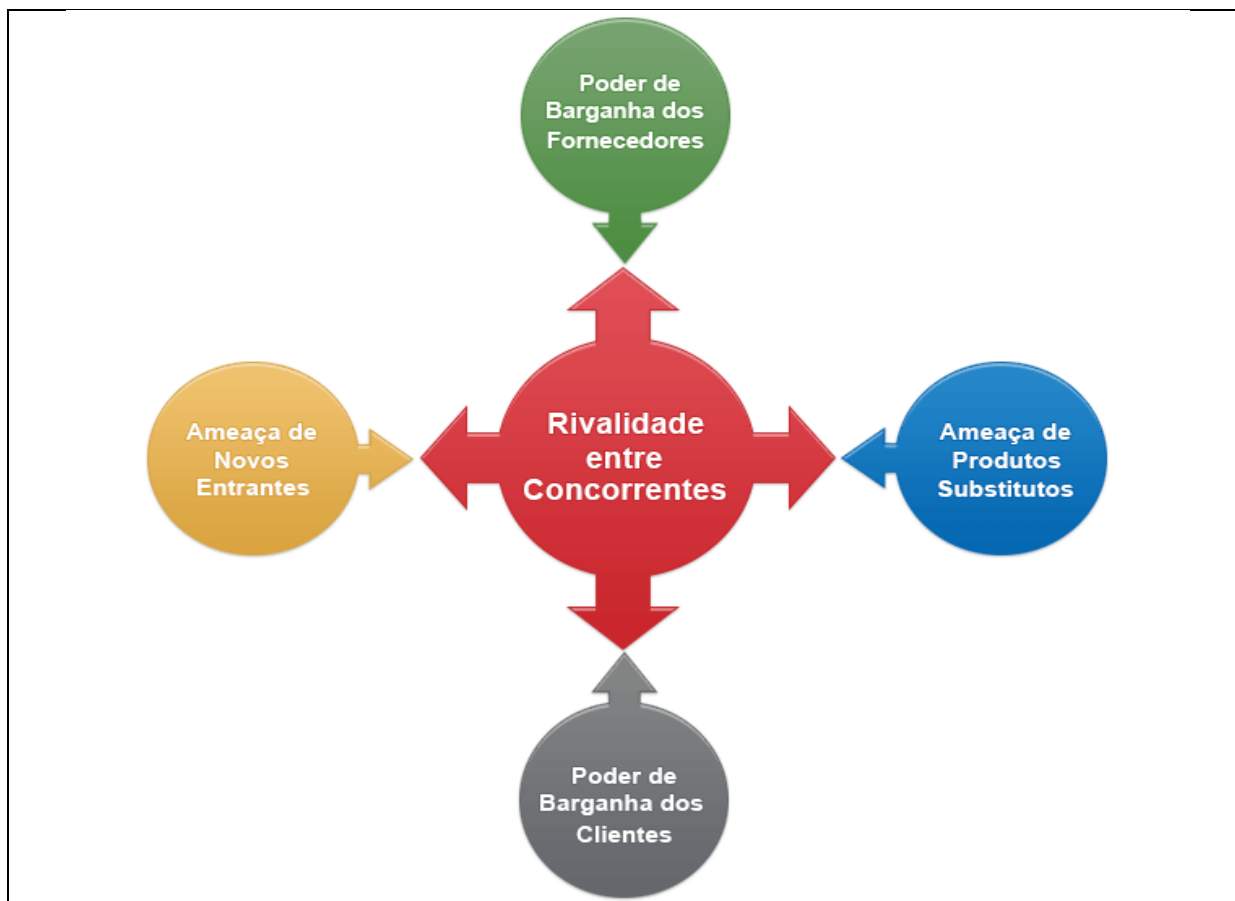 Poder de
Barganha dos
Fornecedores
Ameaça de
Novos
Entrantes
Rivalidade
entre
Concorrentes
Ameaça de
Produtos
Substitutos
Poder de
Barganha dos
Clientes